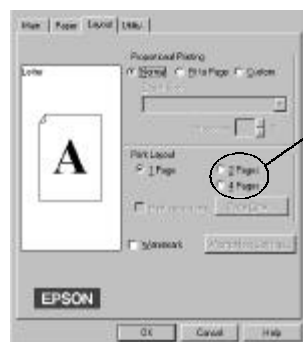 Main Paper Layout Utility
Letter
Proportional Printing
Normal Fit to Page Custom
A
Print Layout
1 Page
2 Pages
4 Pages
Watermark
EPSON
OK Cancel Help